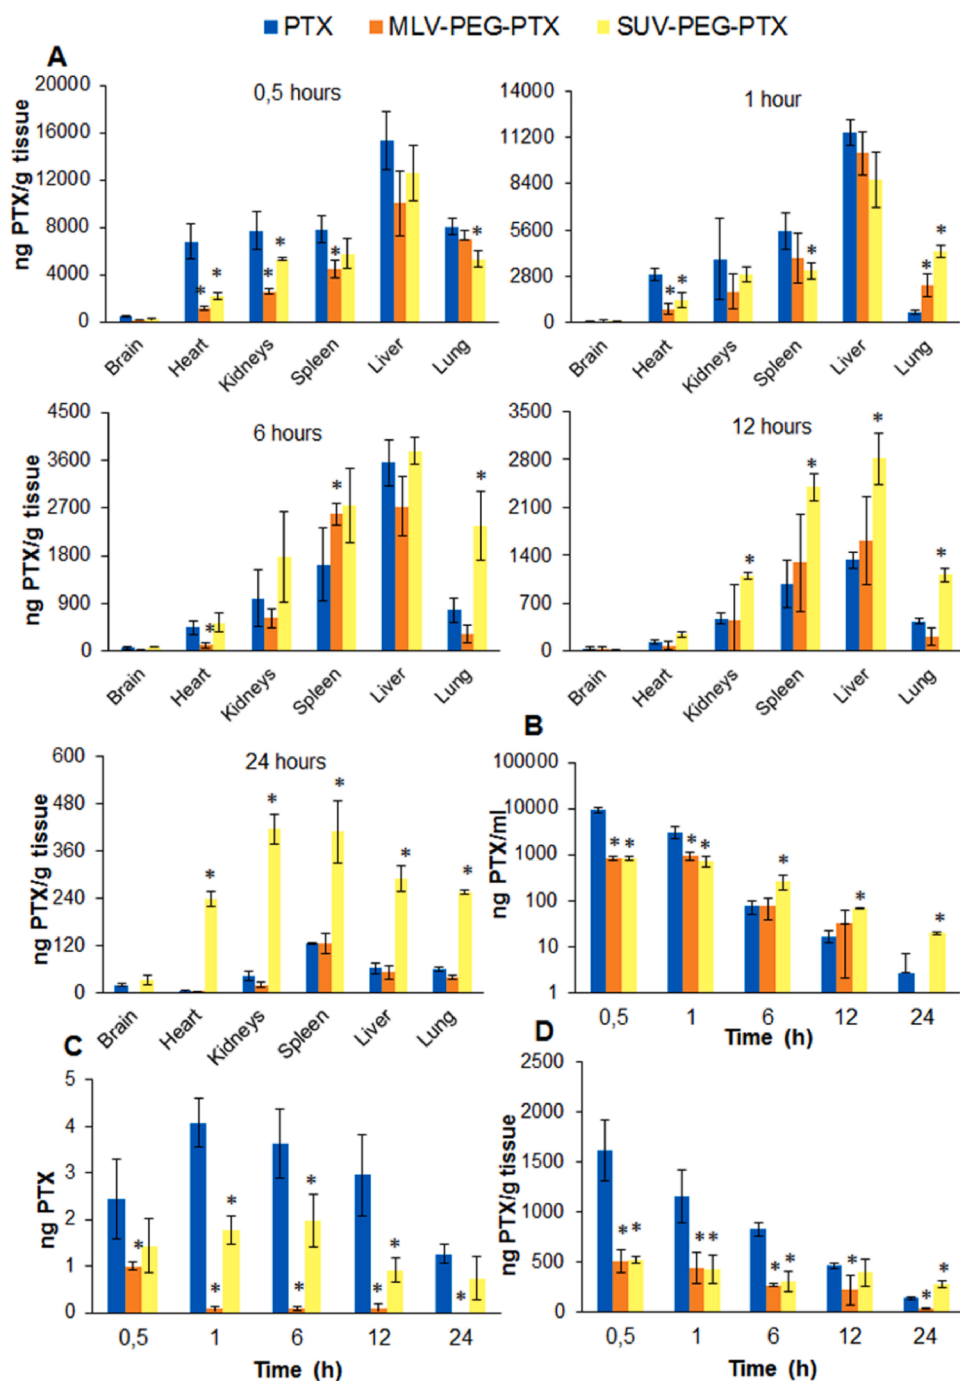 PTX MLV-PEG-PTX SUV-PEG-PTX
A
0,5 hours
ng PTX/g tissue
20000
16000
12000
8000
4000
0
Brain Heart Kidneys Spleen Liver Lung
1 hour
14000
11200
8400
5600
2800
0
Brain Heart Kidneys Spleen Liver Lung
6 hours
ng PTX/g tissue
4500
3600
2700
1800
900
0
Brain Heart Kidneys Spleen Liver Lung
12 hours
3500
2800
2100
1400
700
0
Brain Heart Kidneys Spleen Liver Lung
24 hours
ng PTX/g tissue
600
480
360
240
120
0
Brain Heart Kidneys Spleen Liver Lung
B
ng PTX/ml
100000
10000
1000
100
10
1
0,5 1 6 12 24
Time (h)
C
ng PTX
5
4
3
2
1
0
0,5 1 6 12 24
Time (h)
D
ng PTX/g tissue
2500
2000
1500
1000
500
0
0,5 1 6 12 24
Time (h)